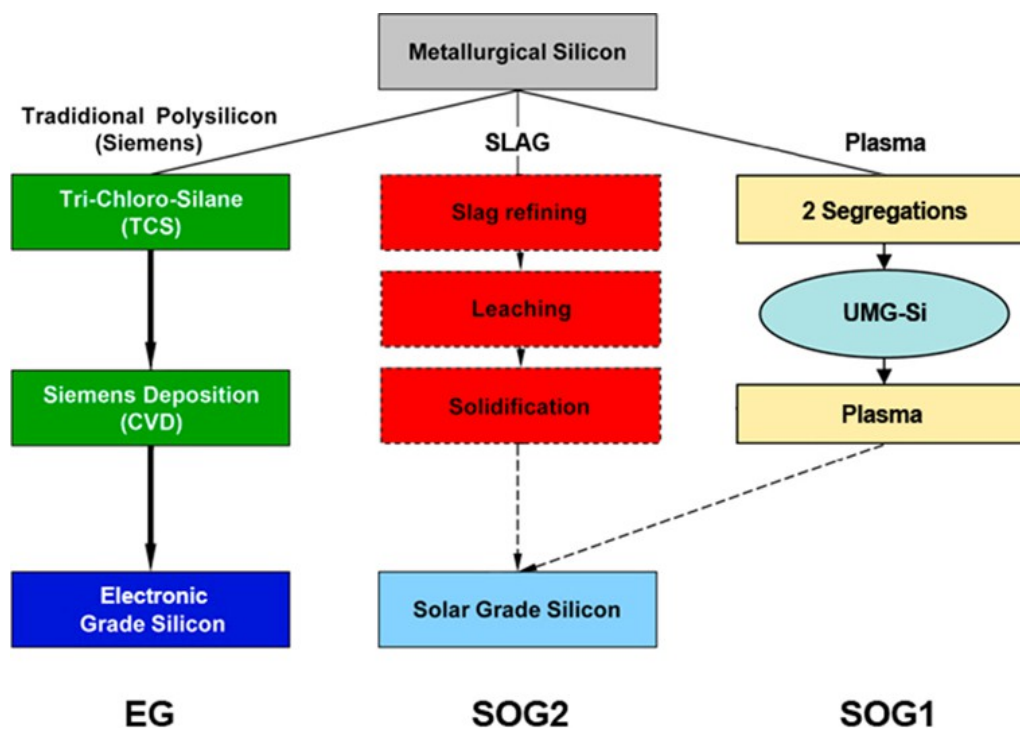 Metallurgical Silicon
Tradidional Polysilicon
(Siemens)
SLAG
Plasma
Tri-Chloro-Silane
(TCS)
Slag refining
2 Segregations
Leaching
UMG-Si
Siemens Deposition
(CVD)
Solidification
Plasma
Electronic
Grade Silicon
Solar Grade Silicon
EG
SOG2
SOG1